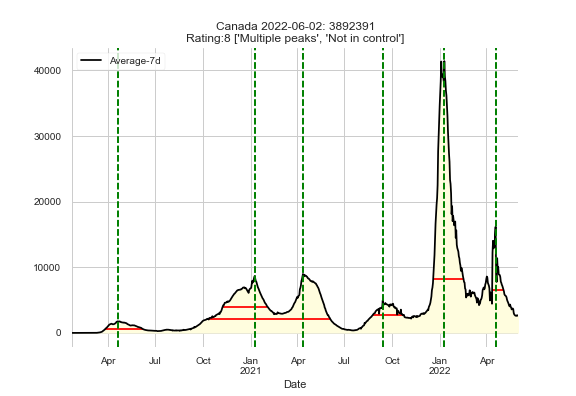 Canada 2022-06-02: 3892391
Rating:8 ['Multiple peaks', 'Not in control']
Average-7d
40000
30000
20000
10000
0
Apr Jul Oct Jan Apr Jul Oct Jan Apr
2021 2022
Date